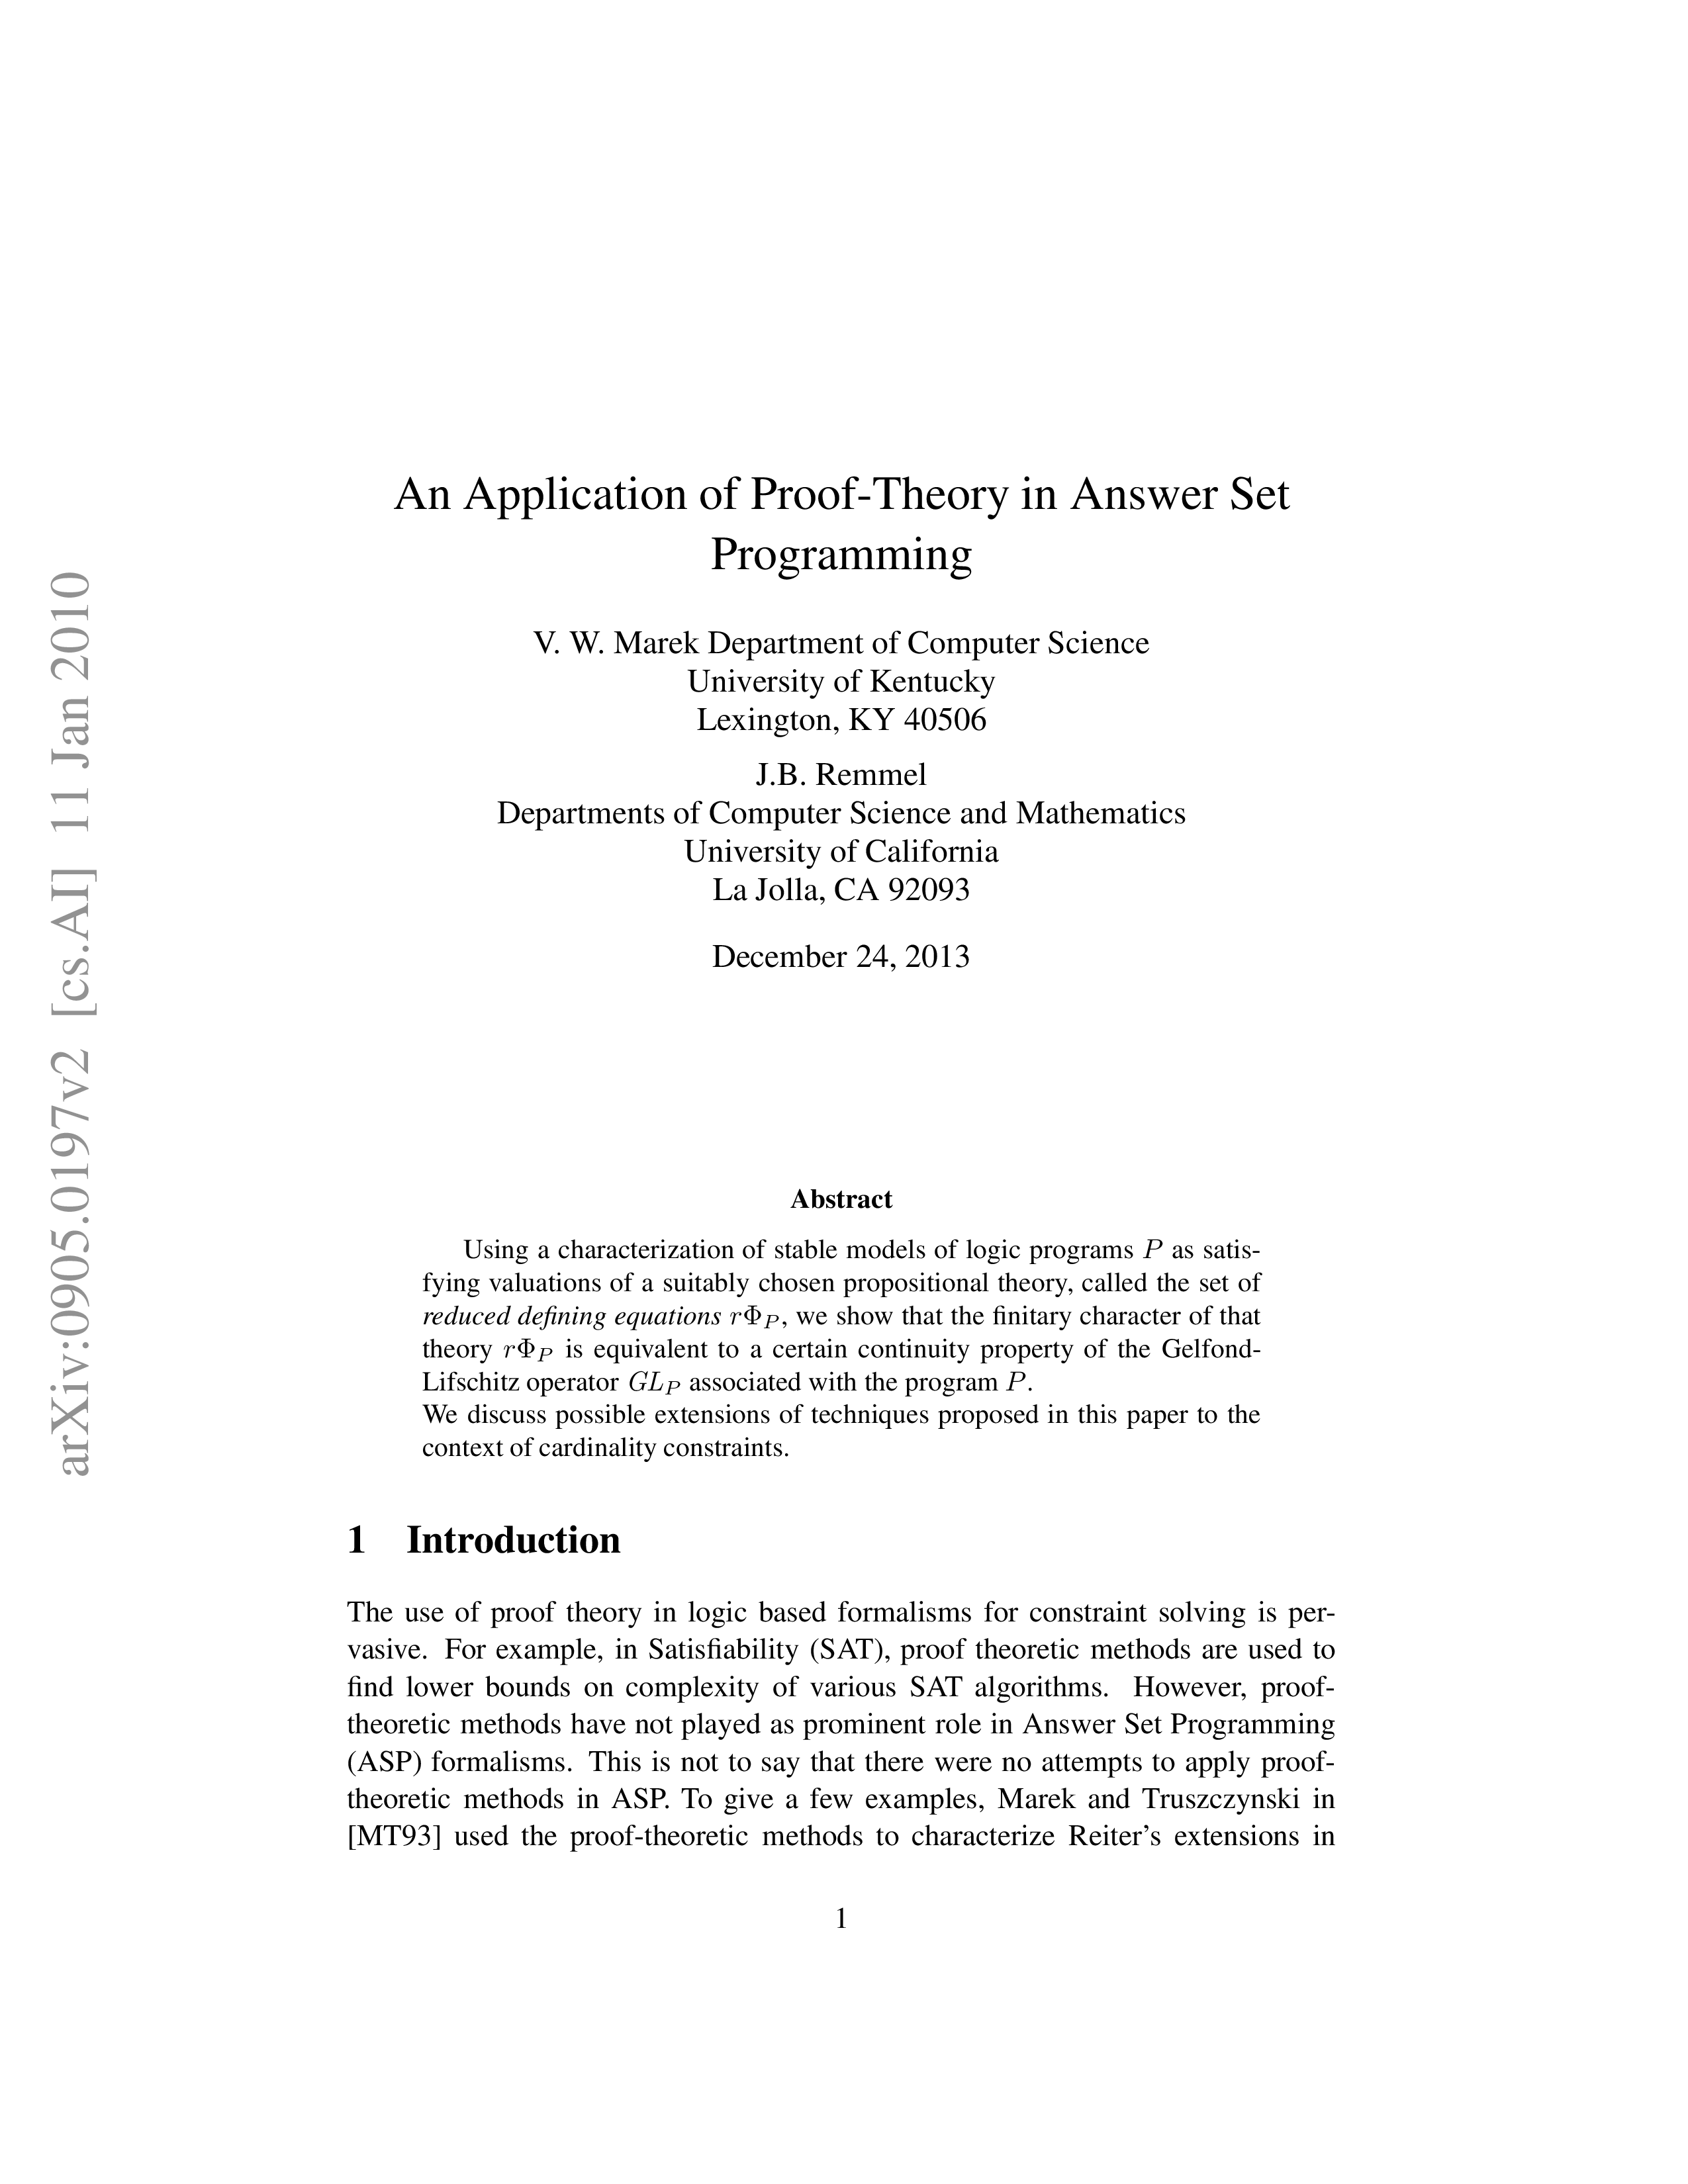 An Application of Proof-Theory in Answer Set
Programming
V. W. Marek Department of Computer Science
University of Kentucky
Lexington, KY 40506
J.B. Remmel
Departments of Computer Science and Mathematics
University of California
La Jolla, CA 92093
December 24, 2013
arXiv:0905.0197v2 [cs.AI] 11 Jan 2010
Abstract
Using a characterization of stable models of logic programs P as satis-
fying valuations of a suitably chosen propositional theory, called the set of
reduced defining equations rΦ_P, we show that the finitary character of that
theory rΦ_P is equivalent to a certain continuity property of the Gelfond-
Lifschitz operator GL_P associated with the program P.
We discuss possible extensions of techniques proposed in this paper to the
context of cardinality constraints.
1 Introduction
The use of proof theory in logic based formalisms for constraint solving is per-
vasive. For example, in Satisfiability (SAT), proof theoretic methods are used to
find lower bounds on complexity of various SAT algorithms. However, proof-
theoretic methods have not played as prominent role in Answer Set Programming
(ASP) formalisms. This is not to say that there were no attempts to apply proof-
theoretic methods in ASP. To give a few examples, Marek and Truszczynski in
[MT93] used the proof-theoretic methods to characterize Reiter's extensions in
1